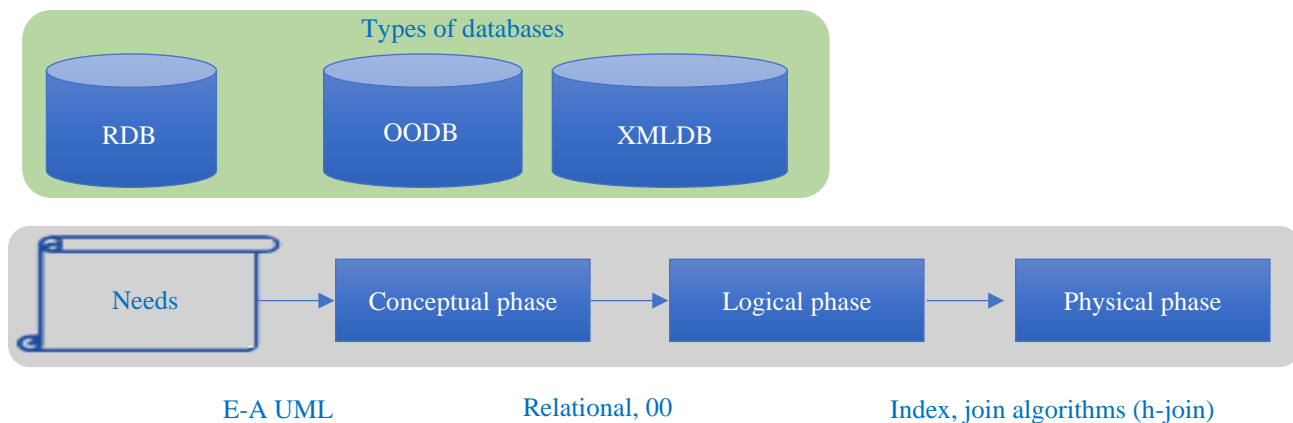 Types of databases
RDB
OODB
XMLDB
Needs
Conceptual phase
Logical phase
Physical phase
E-A UML
Relational, 00
Index, join algorithms (h-join)